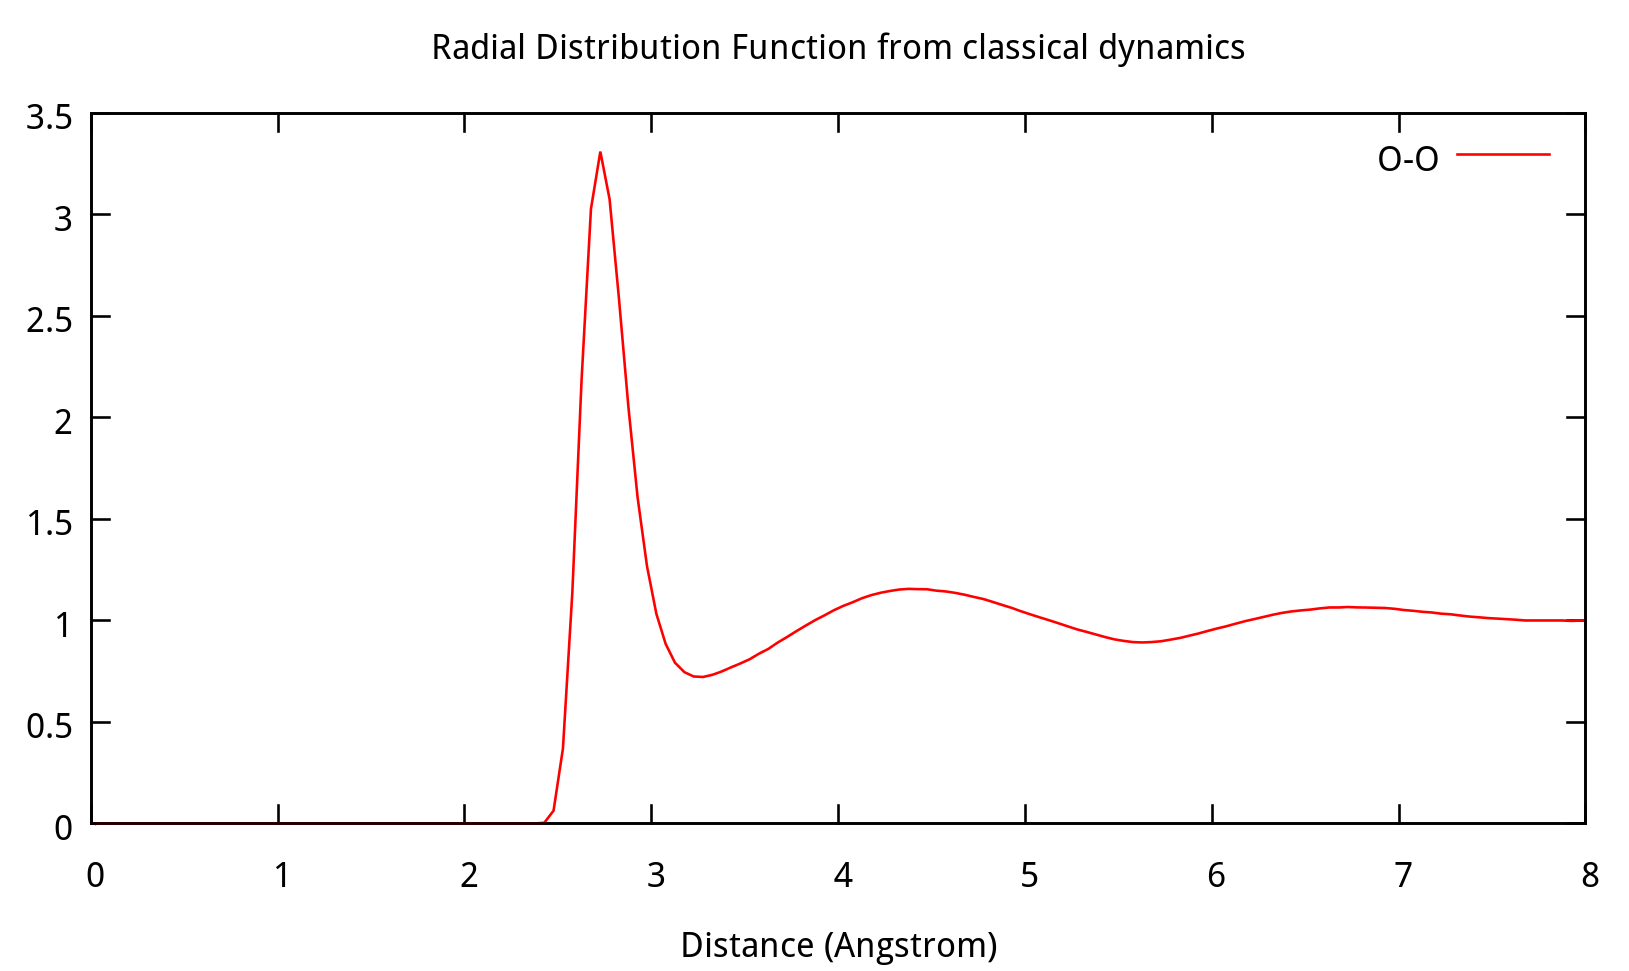 Radial Distribution Function from classical dynamics
3.5
O-O
3
2.5
2
1.5
1
0.5
0
0 1 2 3 4 5 6 7 8
Distance (Angstrom)